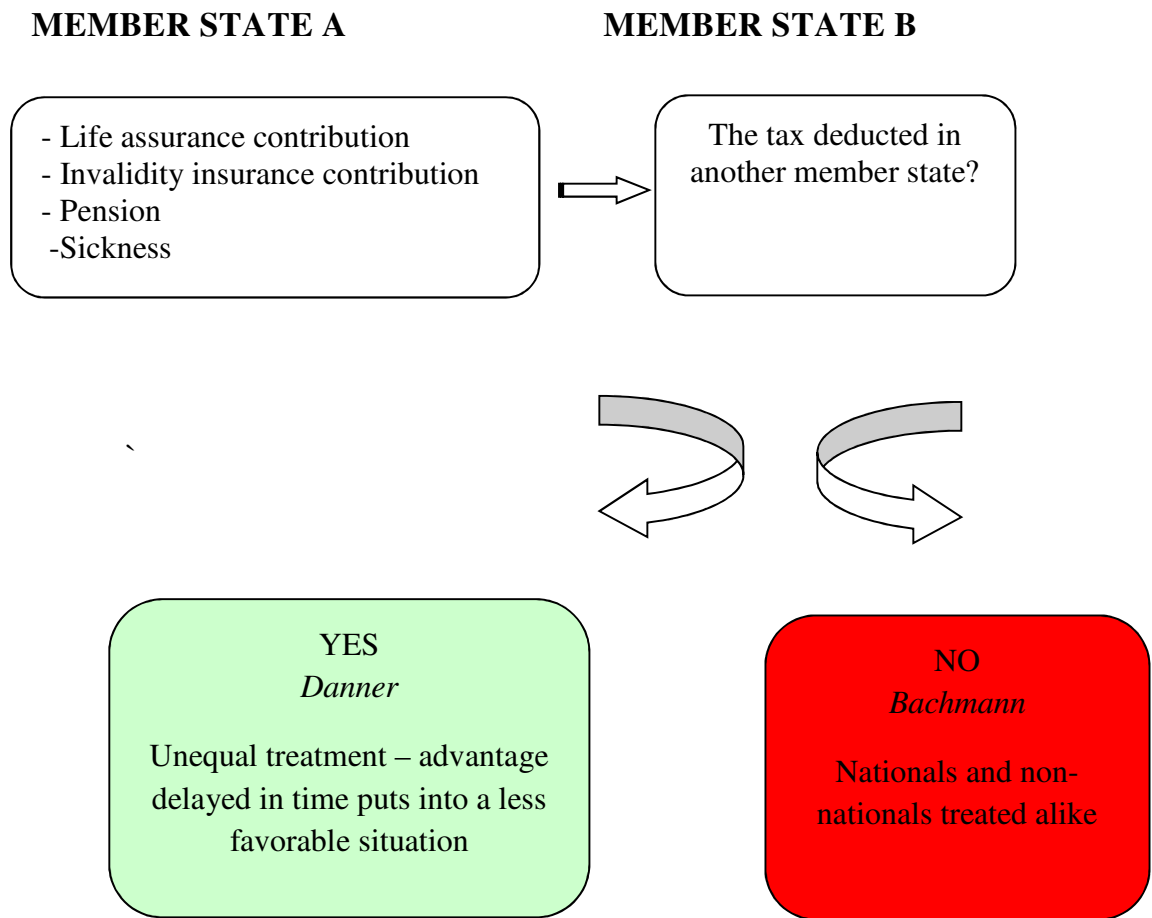 MEMBER STATE A
MEMBER STATE B
- Life assurance contribution
- Invalidity insurance contribution
- Pension
-Sickness
The tax deducted in
another member state?
`
YES
Danner
Unequal treatment – advantage
delayed in time puts into a less
favorable situation
NO
Bachmann
Nationals and non-
nationals treated alike